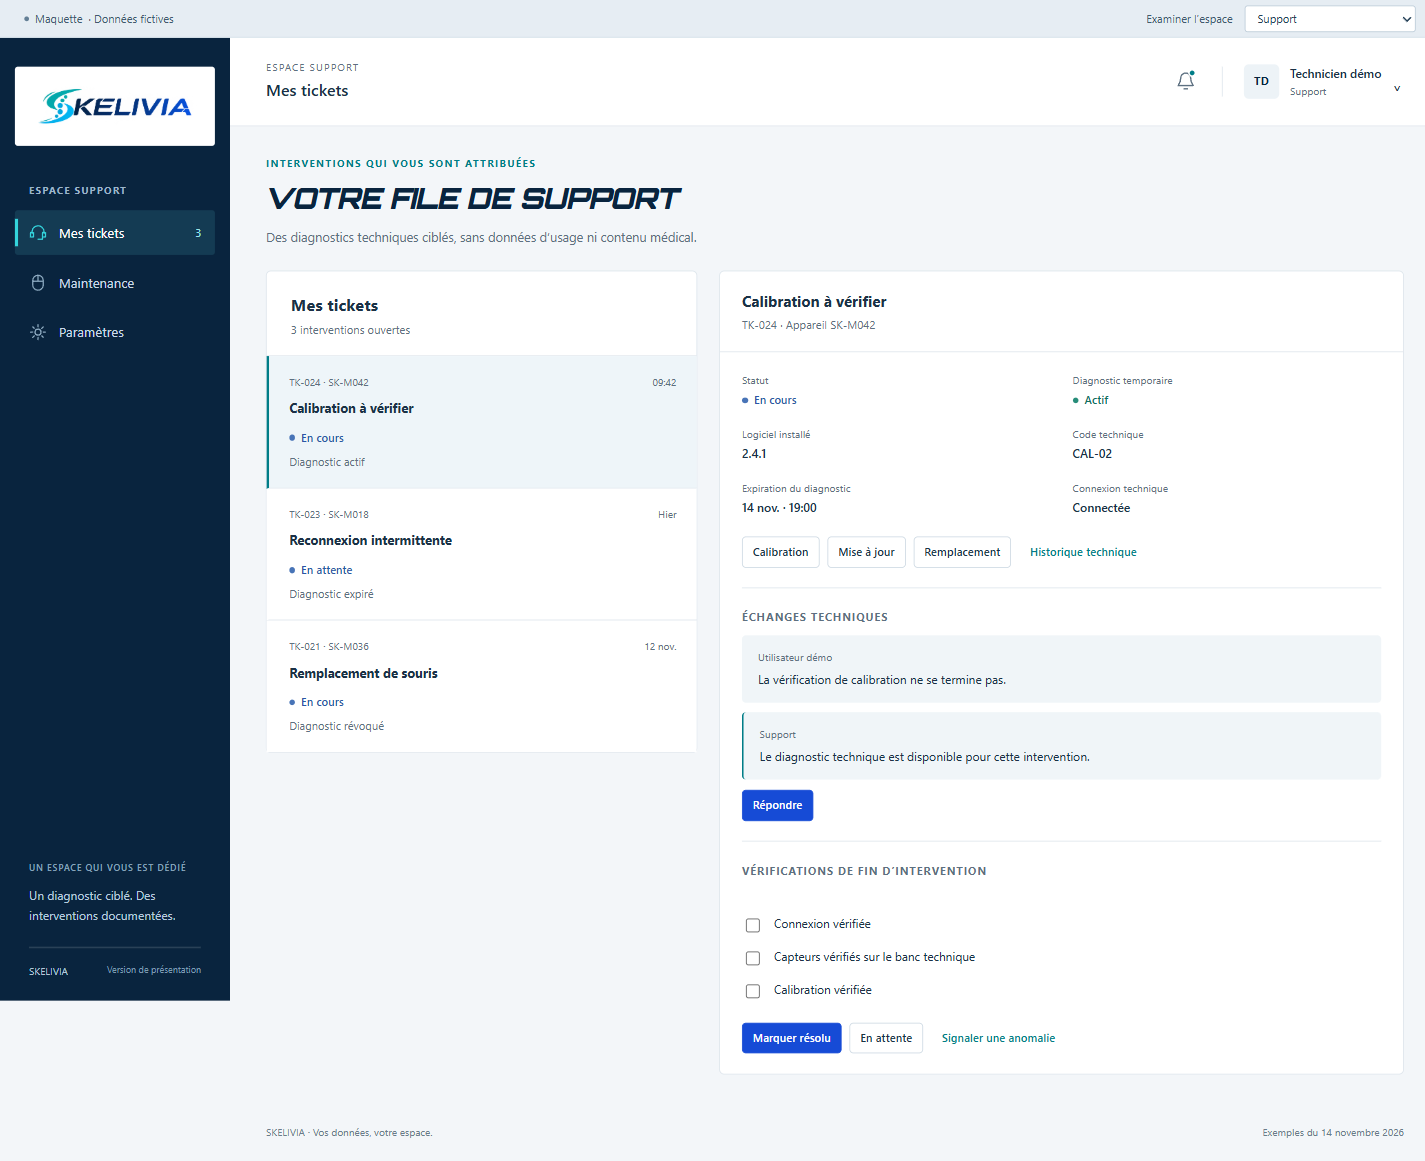 Maquette · Données fictives
Examiner l'espace
Support
SKELIVIA
ESPACE SUPPORT
Mes tickets
3
Maintenance
Paramètres
UN ESPACE QUI VOUS EST DÉDIÉ
Un diagnostic ciblé. Des
interventions documentées.
SKELIVIA
Version de présentation
ESPACE SUPPORT
Mes tickets
TD
Technicien démo
Support
INTERVENTIONS QUI VOUS SONT ATTRIBUÉES
VOTRE FILE DE SUPPORT
Des diagnostics techniques ciblés, sans données d'usage ni contenu médical.
Mes tickets
3 interventions ouvertes
TK-024 · SK-M042
09:42
Calibration à vérifier
En cours
Diagnostic actif
TK-023 · SK-M018
Hier
Reconnexion intermittente
En attente
Diagnostic expiré
TK-021 · SK-M036
12 nov.
Remplacement de souris
En cours
Diagnostic révoqué
Calibration à vérifier
TK-024 · Appareil SK-M042
Statut
En cours
Diagnostic temporaire
Actif
Logiciel installé
2.4.1
Code technique
CAL-02
Expiration du diagnostic
14 nov. · 19:00
Connexion technique
Connectée
Calibration
Mise à jour
Remplacement
Historique technique
ÉCHANGES TECHNIQUES
Utilisateur démo
La vérification de calibration ne se termine pas.
Support
Le diagnostic technique est disponible pour cette intervention.
Répondre
VÉRIFICATIONS DE FIN D'INTERVENTION
Connexion vérifiée
Capteurs vérifiés sur le banc technique
Calibration vérifiée
Marquer résolu
En attente
Signaler une anomalie
SKELIVIA · Vos données, votre espace.
Exemples du 14 novembre 2026